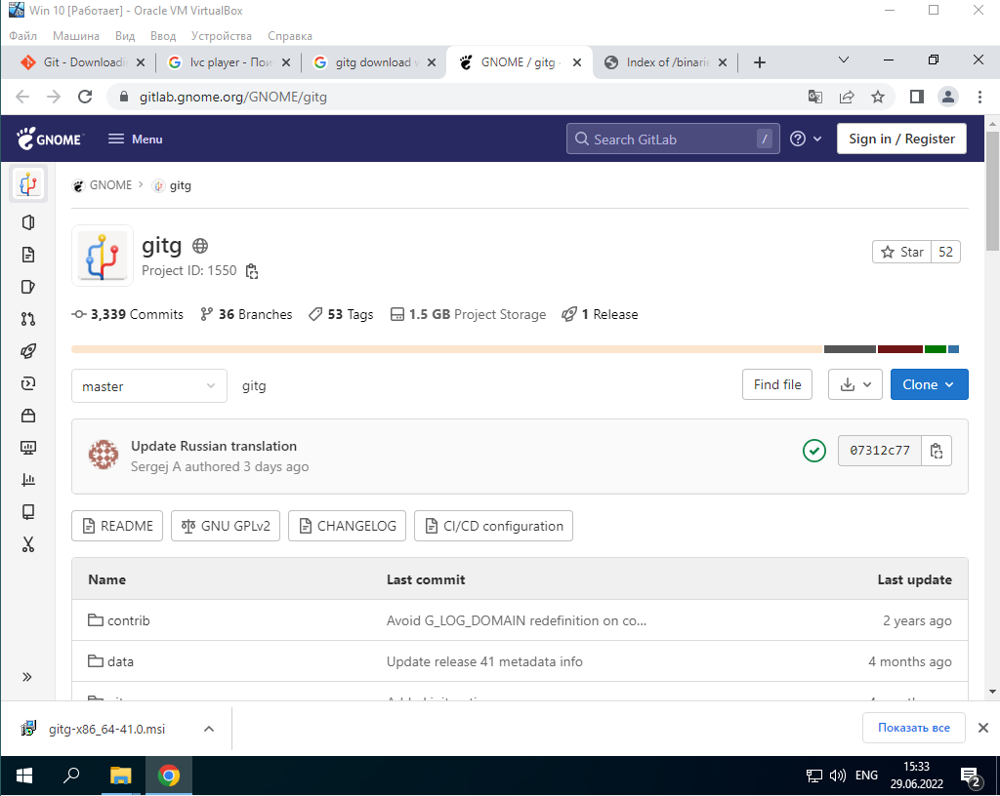 Win 10 [Работает] - Oracle VM VirtualBox
Файл Машина Вид Ввод Устройства Справка
Git - Downloadin lvc player - Пои gitg download w GNOME / gitg · Index of /binarie
gitlab.gnome.org/GNOME/gitg
GNOME Menu Search GitLab / Sign in / Register
GNOME > gitg
gitg
Project ID: 1550
Star 52
3,339 Commits 36 Branches 53 Tags 1.5 GB Project Storage 1 Release
master gitg Find file Clone
Update Russian translation
Sergej A authored 3 days ago
07312c77
README GNU GPLv2 CHANGELOG CI/CD configuration
Name Last commit Last update
contrib Avoid G_LOG_DOMAIN redefinition on co... 2 years ago
data Update release 41 metadata info 4 months ago
gitg-x86_64-41.0.msi Показать все
ENG 15:33
29.06.2022 2